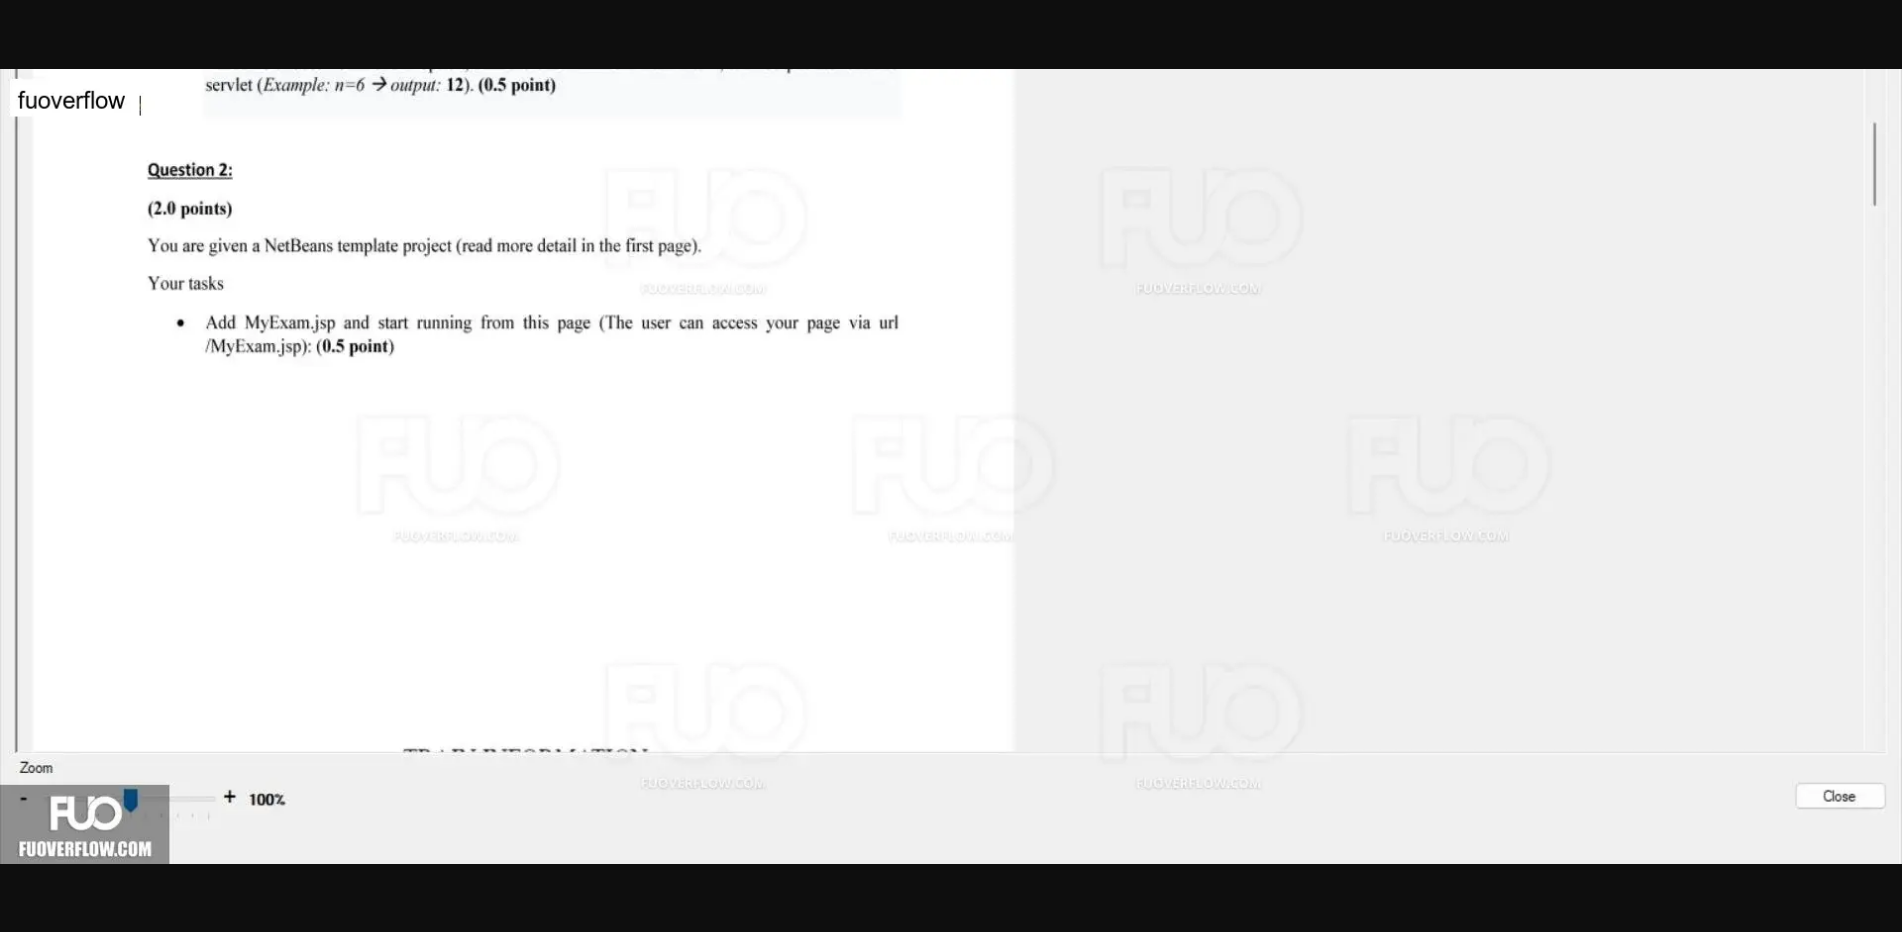 servlet (Example: n=6 → output: 12). (0.5 point)
fuoverflow |
Question 2:
(2.0 points)
You are given a NetBeans template project (read more detail in the first page).
Your tasks
• Add MyExam.jsp and start running from this page (The user can access your page via url
/MyExam.jsp): (0.5 point)
FUO
FUOVERFLOW.COM
FUO
FUOVERFLOW.COM
FUO
FUOVERFLOW.COM
FUO
FUOVERFLOW.COM
FUO
FUOVERFLOW.COM
FUO
FUOVERFLOW.COM
FUO
FUOVERFLOW.COM
Zoom
- + 100%
Close
FUO
FUOVERFLOW.COM